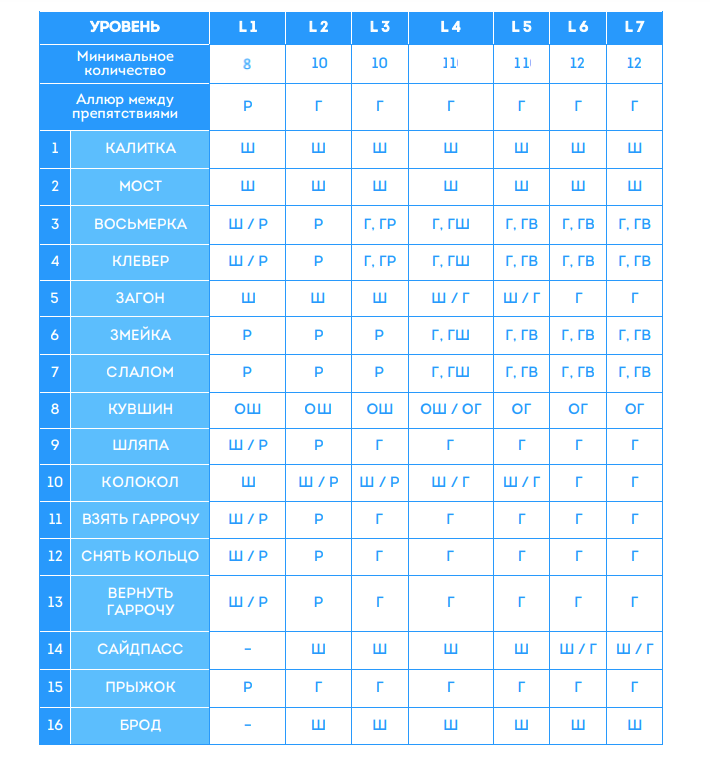 УРОВЕНЬ L 1 L 2 L 3 L 4 L 5 L 6 L 7
Минимальное
количество 8 10 10 11 11 12 12
Аллюр между
препятствиями Р Г Г Г Г Г Г
1 КАЛИТКА Ш Ш Ш Ш Ш Ш Ш
2 МОСТ Ш Ш Ш Ш Ш Ш Ш
3 ВОСЬМЕРКА Ш / Р Р Г, ГР Г, ГШ Г, ГВ Г, ГВ Г, ГВ
4 КЛЕВЕР Ш / Р Р Г, ГР Г, ГШ Г, ГВ Г, ГВ Г, ГВ
5 ЗАГОН Ш Ш Ш Ш / Г Ш / Г Г Г
6 ЗМЕЙКА Р Р Р Г, ГШ Г, ГВ Г, ГВ Г, ГВ
7 СЛАЛОМ Р Р Р Г, ГШ Г, ГВ Г, ГВ Г, ГВ
8 КУВШИН ОШ ОШ ОШ ОШ / ОГ ОГ ОГ ОГ
9 ШЛЯПА Ш / Р Р Г Г Г Г Г
10 КОЛОКОЛ Ш Ш / Р Ш / Р Ш / Г Ш / Г Г Г
11 ВЗЯТЬ ГАРРОЧУ Ш / Р Р Г Г Г Г Г
12 СНЯТЬ КОЛЬЦО Ш / Р Р Г Г Г Г Г
13 ВЕРНУТЬ
ГАРРОЧУ Ш / Р Р Г Г Г Г Г
14 САЙДПАСС – Ш Ш Ш Ш Ш / Г Ш / Г
15 ПРЫЖОК Р Г Г Г Г Г Г
16 БРОД – Ш Ш Ш Ш Ш Ш